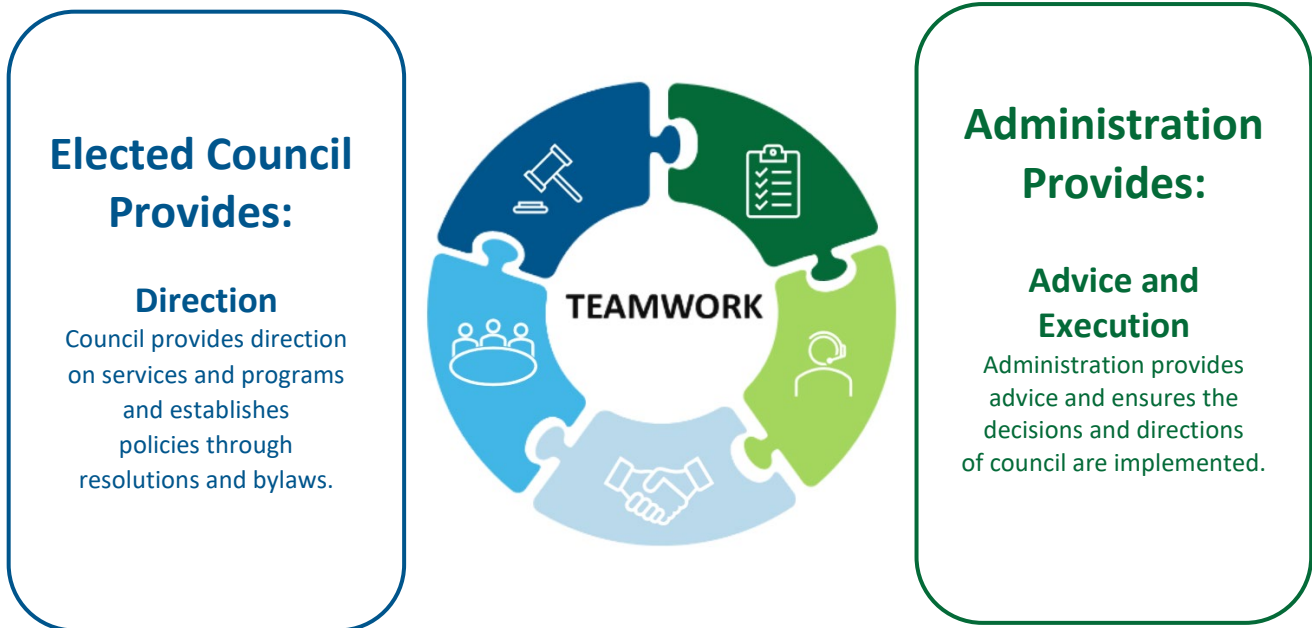 Elected Council
Provides:
Direction
Council provides direction
on services and programs
and establishes
policies through
resolutions and bylaws.
TEAMWORK
Administration
Provides:
Advice and
Execution
Administration provides
advice and ensures the
decisions and directions
of council are implemented.